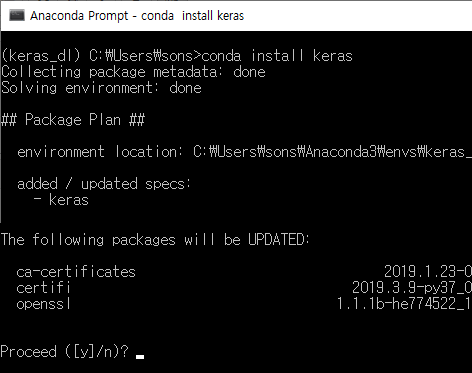 Anaconda Prompt - conda  install keras
(keras_dl) C:₩Users₩sons>conda install keras
Collecting package metadata: done
Solving environment: done
## Package Plan ##
environment location: C:₩Users₩sons₩Anaconda3₩envs₩keras_
added / updated specs:
- keras
The following packages will be UPDATED:
ca-certificates 2019.1.23-0
certifi 2019.3.9-py37_0
openssl 1.1.1b-he774522_1
Proceed ([y]/n)?